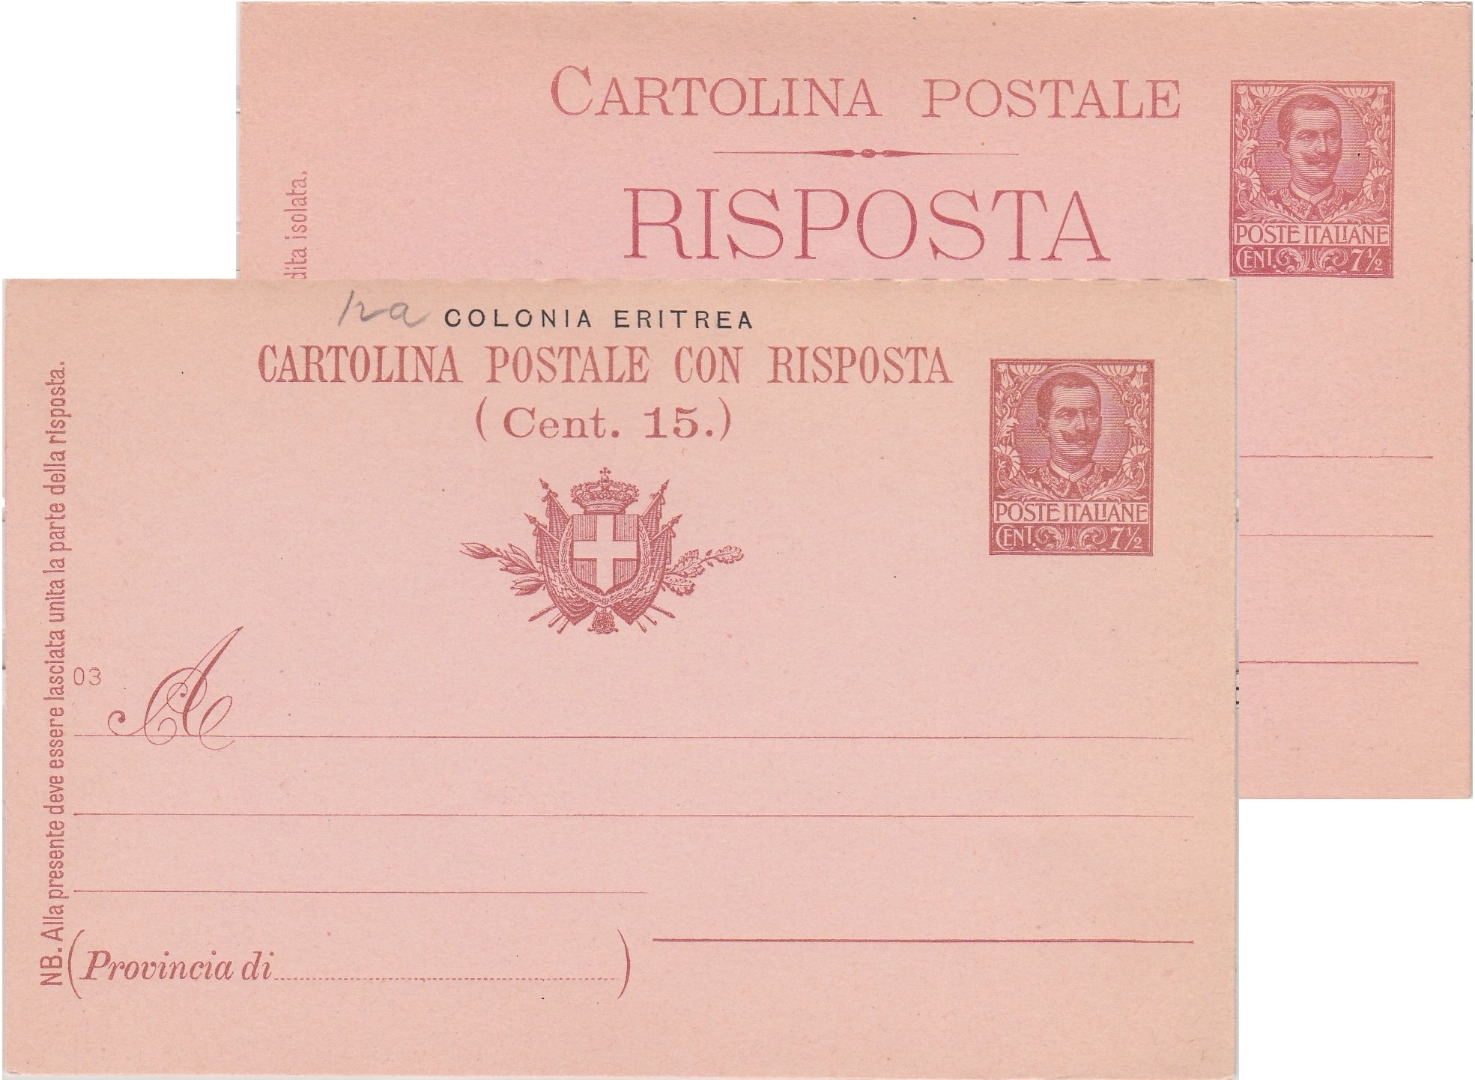 CARTOLINA POSTALE
RISPOSTA
dita isolata.
POSTE ITALIANE
CENT. 7½
COLONIA ERITREA
CARTOLINA POSTALE CON RISPOSTA
(Cent. 15.)
POSTE ITALIANE
CENT. 7½
NB. Alla presente deve essere lasciata unita la parte della risposta.
03
A
(Provincia di)